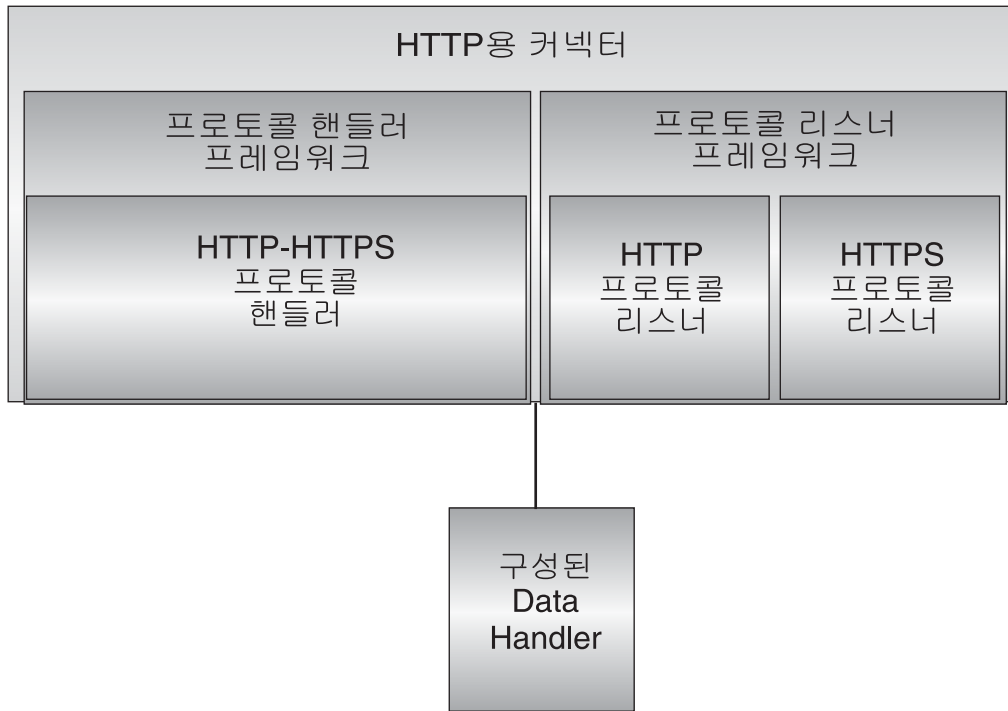 HTTP용 커넥터
프로토콜 핸들러
프레임워크
HTTP-HTTPS
프로토콜
핸들러
프로토콜 리스너
프레임워크
HTTP
프로토콜
리스너
HTTPS
프로토콜
리스너
구성된
Data
Handler